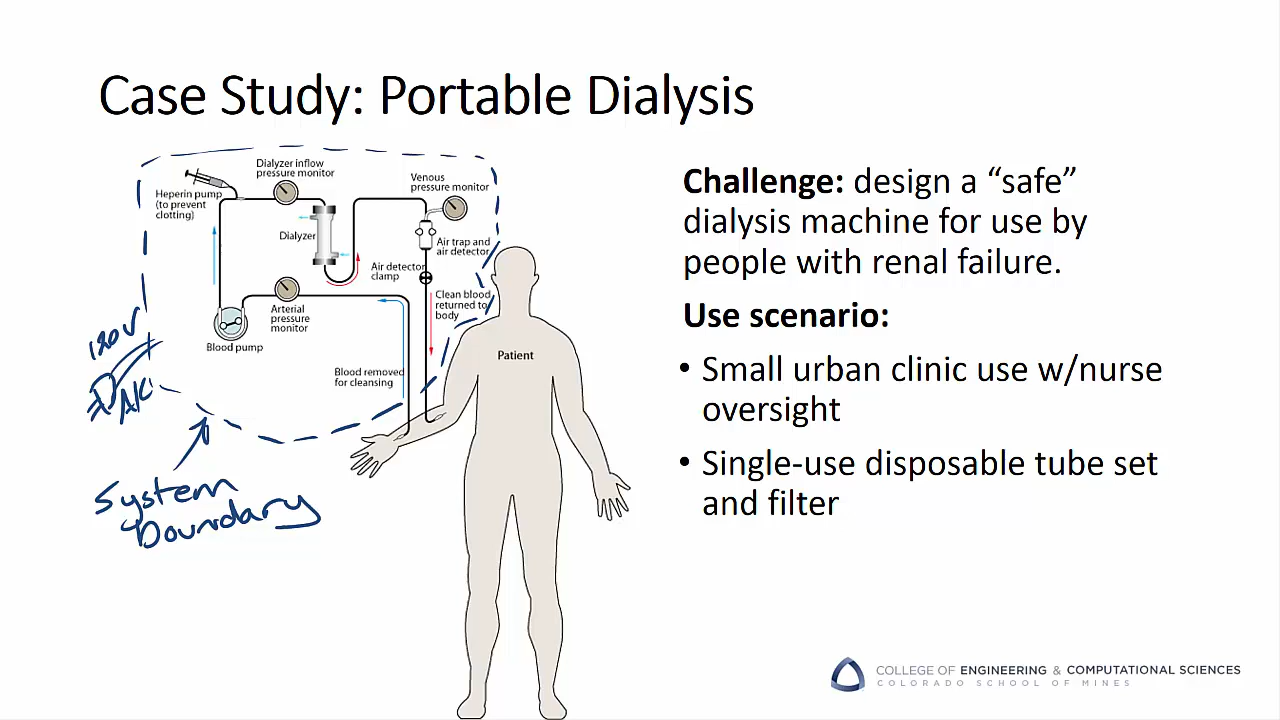 Case Study: Portable Dialysis
Dialyzer inflow
pressure monitor
Venous
pressure monitor
Heperin pump
(to prevent
clotting)
Dialyzer
Air trap and
air detector
Air detector
clamp
Clean blood
returned to
body
Arterial
pressure
monitor
Blood pump
Blood removed
for cleansing
Patient
120V
AC
System
Boundary
Challenge: design a “safe”
dialysis machine for use by
people with renal failure.
Use scenario:
• Small urban clinic use w/nurse
oversight
• Single-use disposable tube set
and filter
COLLEGE OF ENGINEERING & COMPUTATIONAL SCIENCES
COLORADO SCHOOL OF MINES